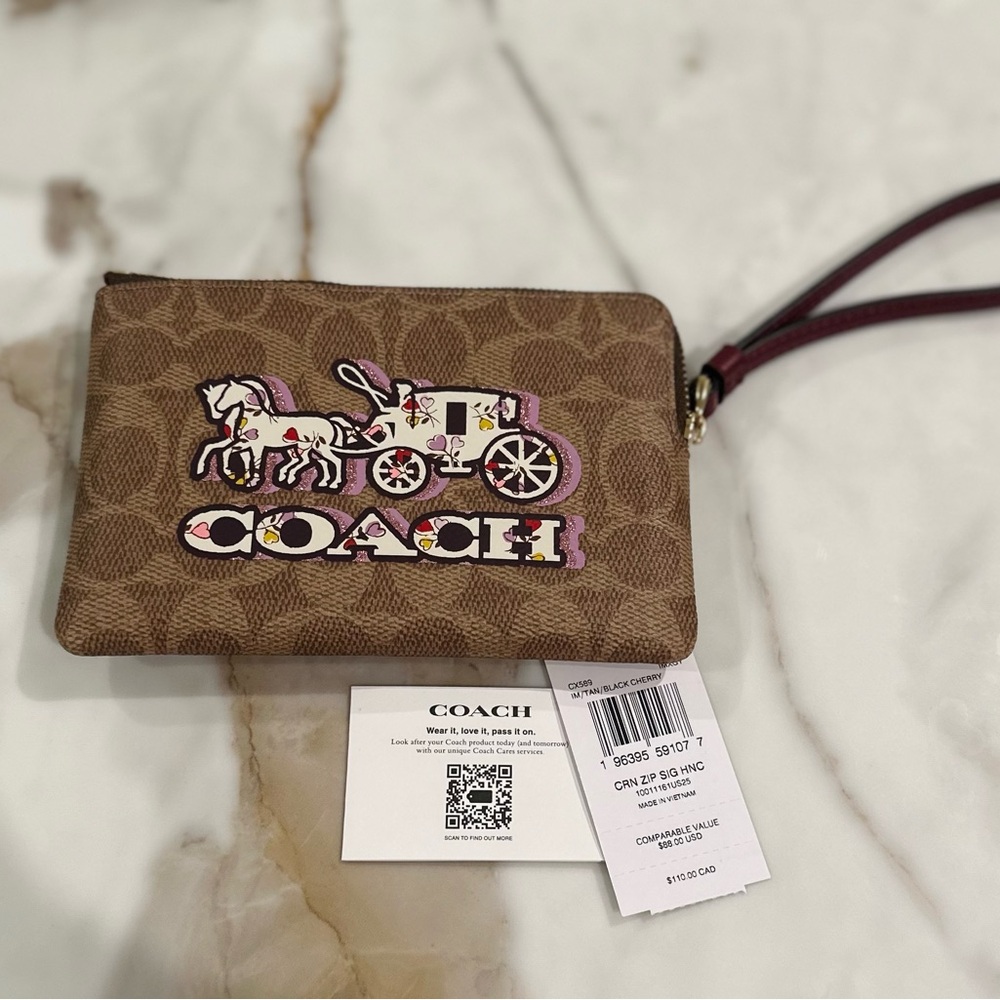 COACH
COACH
Wear it, love it, pass it on.
Look after your Coach product today (and tomorrow)
with our unique Coach Cares services.
SCAN TO FIND OUT MORE
CX589
IM/TAN/BLACK CHERRY
1 96395 59107 7
CRN ZIP SIG HNC
10011161US25
MADE IN VIETNAM
COMPARABLE VALUE
$88.00 USD
$110.00 CAD